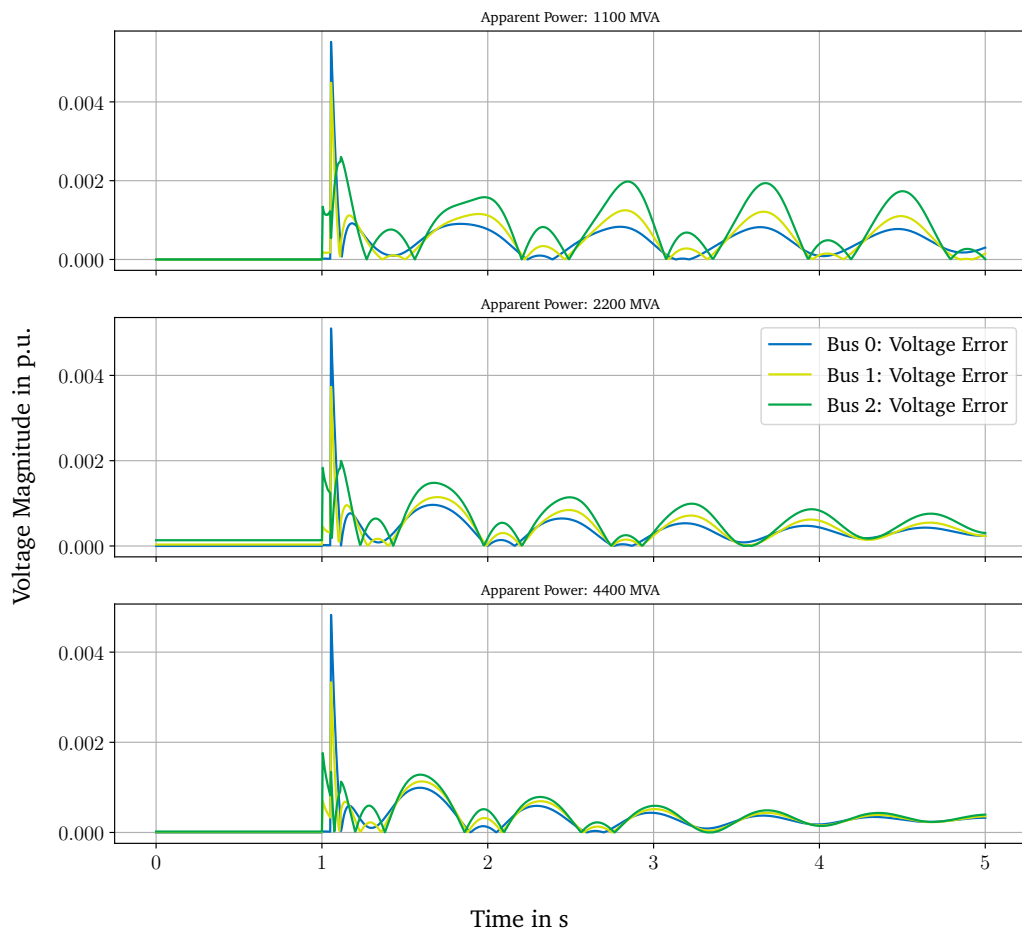 Apparent Power: 1100 MVA
0.004
0.002
0.000
Apparent Power: 2200 MVA
0.004
0.002
0.000
Bus 0: Voltage Error
Bus 1: Voltage Error
Bus 2: Voltage Error
Voltage Magnitude in p.u.
Apparent Power: 4400 MVA
0.004
0.002
0.000
0 1 2 3 4 5
Time in s